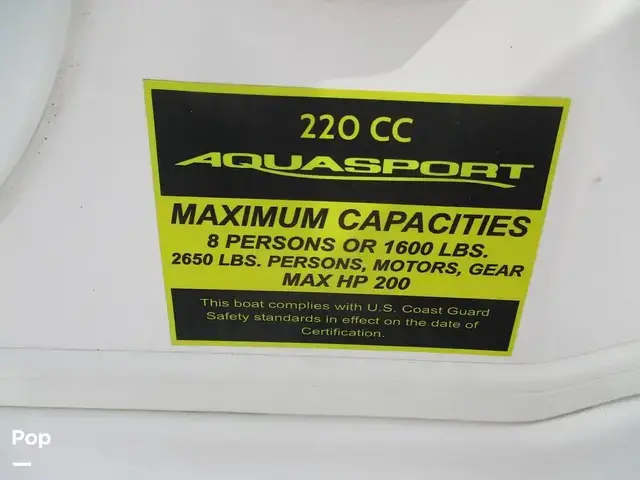 220 CC
AQUASPORT
MAXIMUM CAPACITIES
8 PERSONS OR 1600 LBS.
2650 LBS. PERSONS, MOTORS, GEAR
MAX HP 200
This boat complies with U.S. Coast Guard
Safety standards in effect on the date of
Certification.
Pop